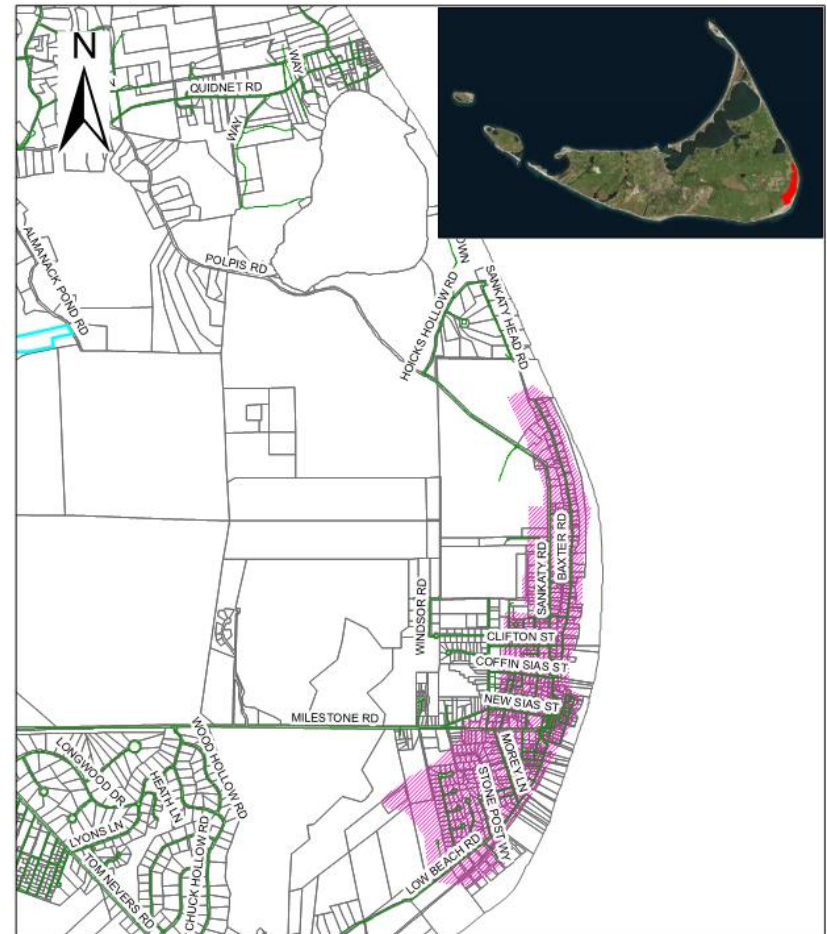 N
WAY
QUIDNET RD
WAY
POLPIS RD
ALMANACK POND RD
OWN
HOICKS HOLLOW RD
SANKATY HEAD RD
SANKATY RD
BAXTER RD
WINDSOR RD
CLIFTON ST
COFFIN SIAS ST
NEW SIAS ST
MILESTONE RD
MOREY LN
STONE POST WY
LOW BEACH RD
WOOD HOLLOW RD
LONGWOOD DR
HEATH LN
LYONS LN
CHUCK HOLLOW RD
TOM NEVERS RD